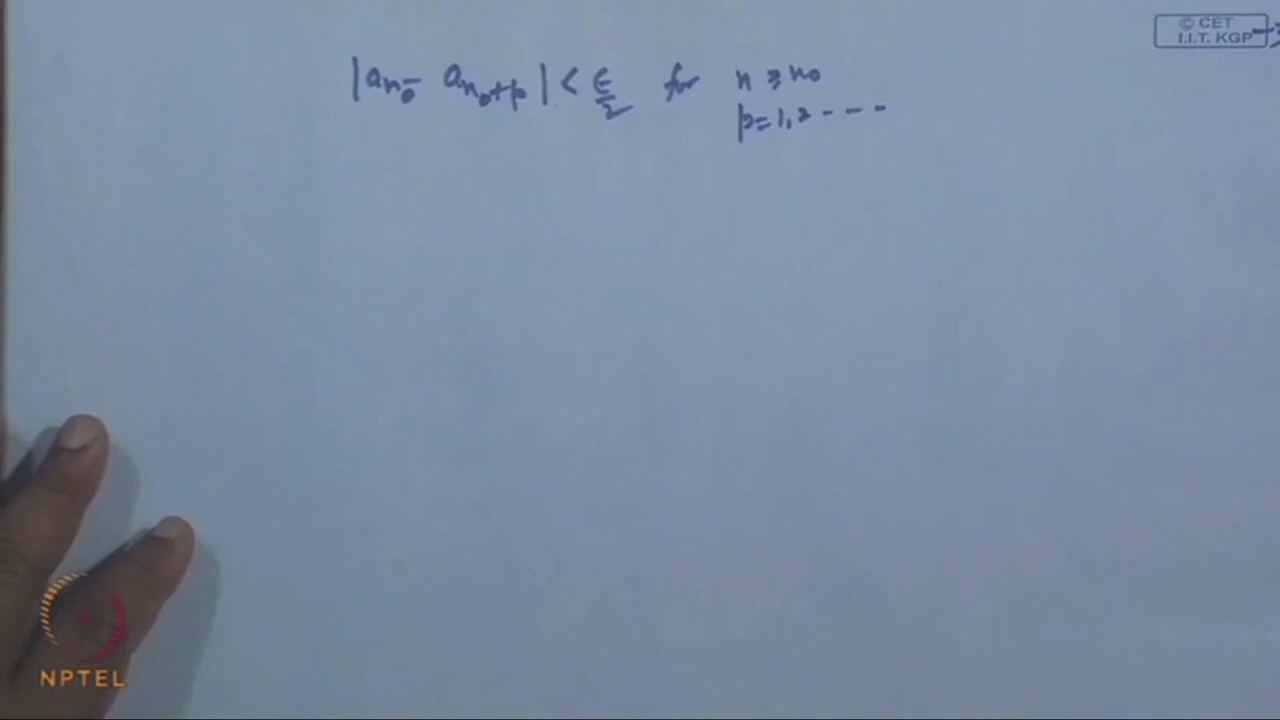 © CET
I.I.T. KGP
|a_{n_0} - a_{n_0+p}| < ε/2 for n ≥ n_0
p = 1, 2 - - - -
NPTEL